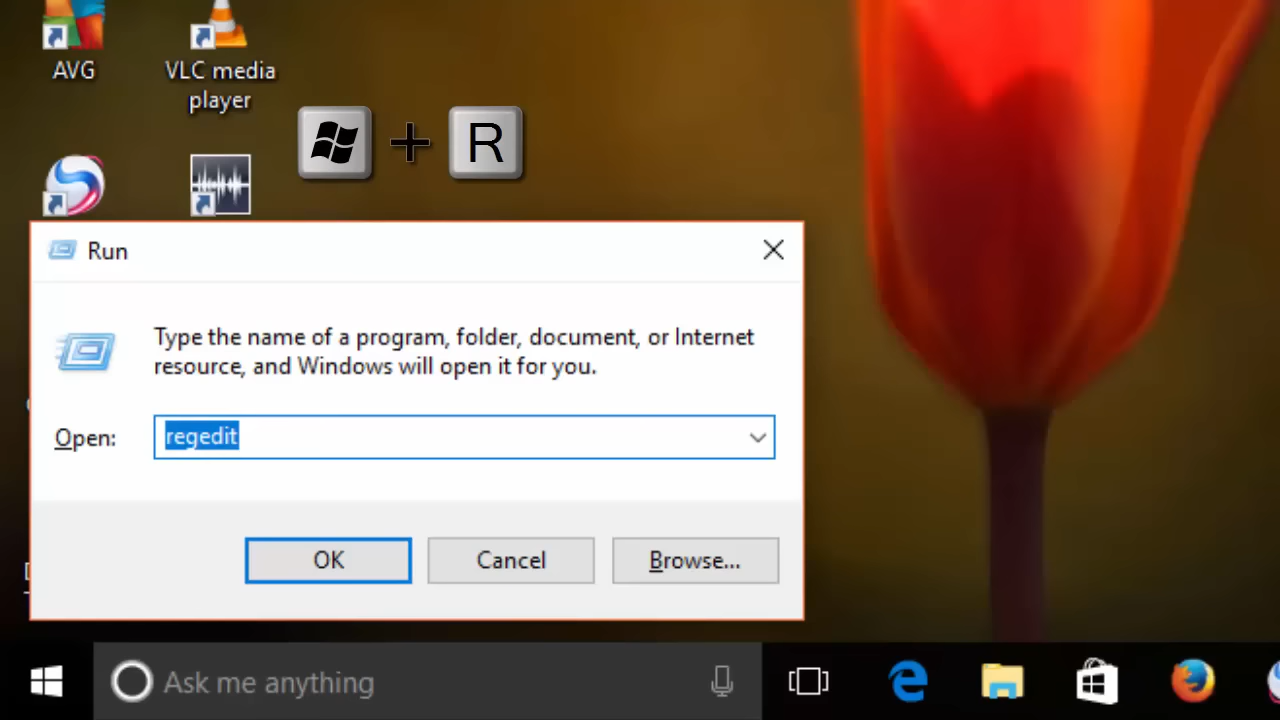 AVG
VLC media
player
+
R
Run
Type the name of a program, folder, document, or Internet
resource, and Windows will open it for you.
Open:
regedit
OK
Cancel
Browse...
Ask me anything